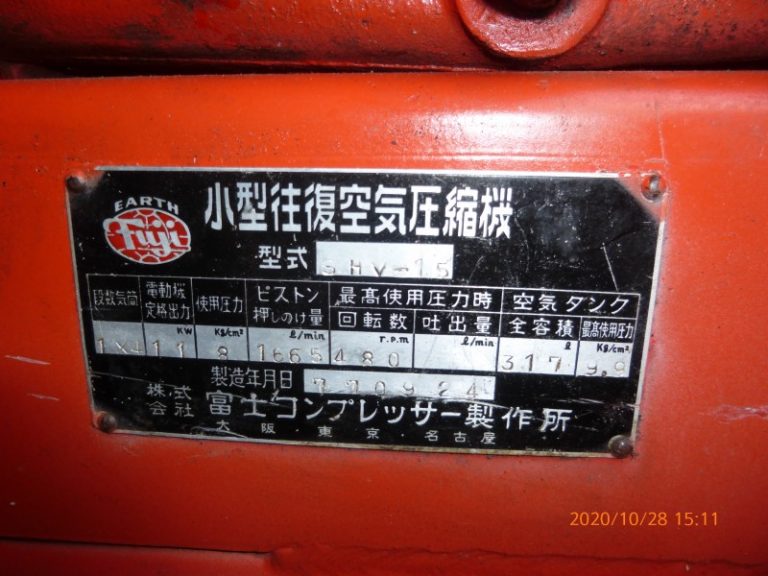 EARTH
Fuji
小型往復空気圧縮機
型式 SHV-15
段数気筒 電動機定格出力 使用圧力 ピストン押しのけ量 最高使用圧力時 空気タンク
回転数 吐出量 全容積 最高使用圧力
KW Kg/cm² ℓ/min r.p.m ℓ/min ℓ Kg/cm²
1×4 11 8 1665 480 317 9.9
製造年月日 770924
株式会社 富士コンプレッサー製作所
大阪・東京・名古屋
2020/10/28 15:11